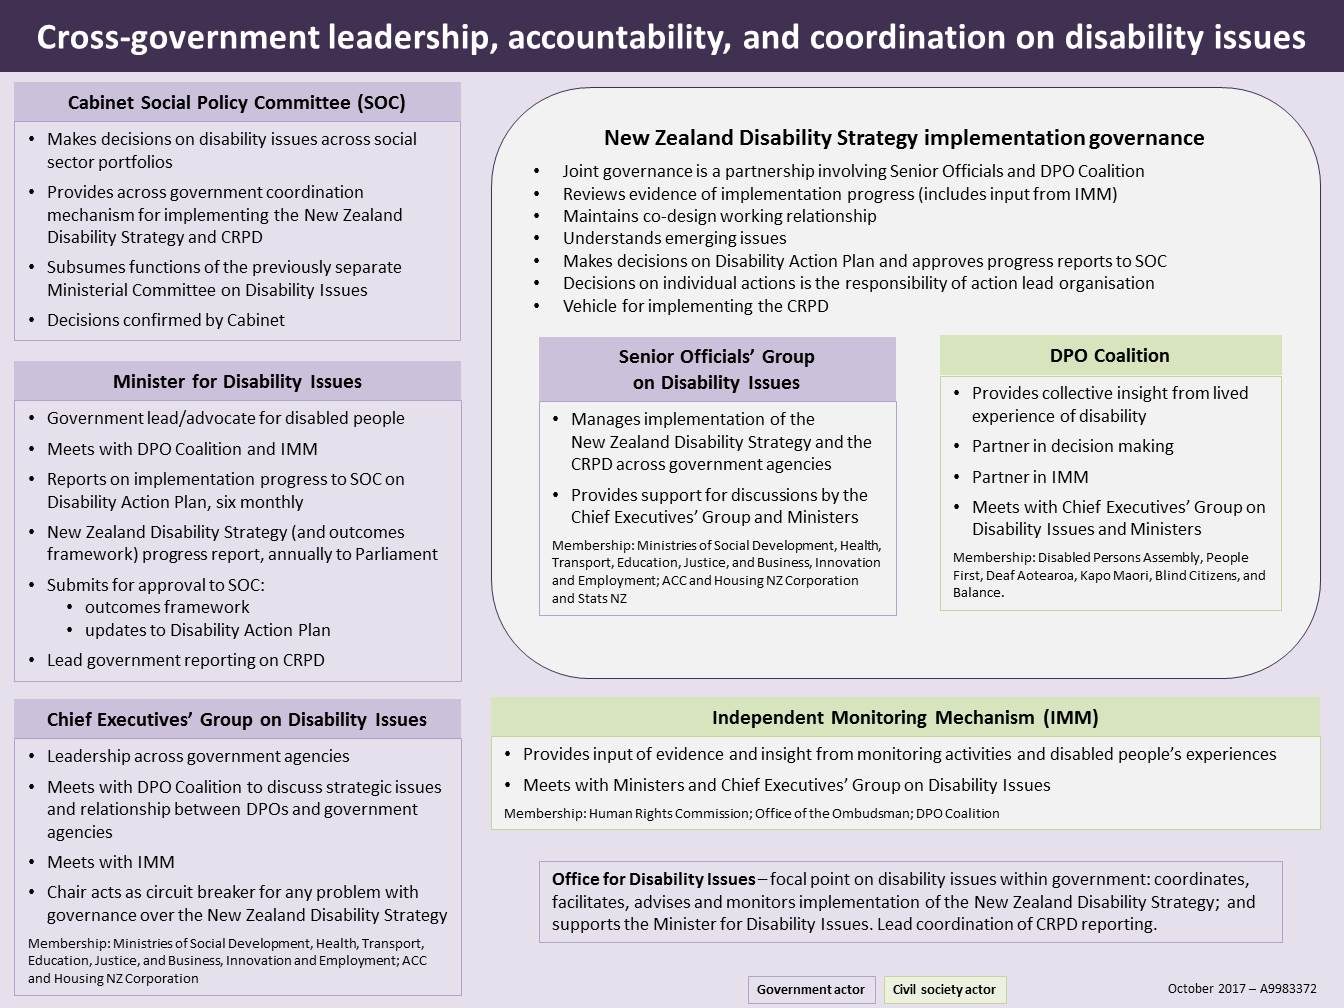 Cross-government leadership, accountability, and coordination on disability issues
Cabinet Social Policy Committee (SOC)
• Makes decisions on disability issues across social
sector portfolios
• Provides across government coordination
mechanism for implementing the New Zealand
Disability Strategy and CRPD
• Subsumes functions of the previously separate
Ministerial Committee on Disability Issues
• Decisions confirmed by Cabinet
Minister for Disability Issues
• Government lead/advocate for disabled people
• Meets with DPO Coalition and IMM
• Reports on implementation progress to SOC on
Disability Action Plan, six monthly
• New Zealand Disability Strategy (and outcomes
framework) progress report, annually to Parliament
• Submits for approval to SOC:
• outcomes framework
• updates to Disability Action Plan
• Lead government reporting on CRPD
Chief Executives’ Group on Disability Issues
• Leadership across government agencies
• Meets with DPO Coalition to discuss strategic issues
and relationship between DPOs and government
agencies
• Meets with IMM
• Chair acts as circuit breaker for any problem with
governance over the New Zealand Disability Strategy
Membership: Ministries of Social Development, Health, Transport,
Education, Justice, and Business, Innovation and Employment; ACC
and Housing NZ Corporation
New Zealand Disability Strategy implementation governance
• Joint governance is a partnership involving Senior Officials and DPO Coalition
• Reviews evidence of implementation progress (includes input from IMM)
• Maintains co-design working relationship
• Understands emerging issues
• Makes decisions on Disability Action Plan and approves progress reports to SOC
• Decisions on individual actions is the responsibility of action lead organisation
• Vehicle for implementing the CRPD
Senior Officials’ Group
on Disability Issues
• Manages implementation of the
New Zealand Disability Strategy and the
CRPD across government agencies
• Provides support for discussions by the
Chief Executives’ Group and Ministers
Membership: Ministries of Social Development, Health,
Transport, Education, Justice, and Business, Innovation
and Employment; ACC and Housing NZ Corporation
and Stats NZ
DPO Coalition
• Provides collective insight from lived
experience of disability
• Partner in decision making
• Partner in IMM
• Meets with Chief Executives’ Group on
Disability Issues and Ministers
Membership: Disabled Persons Assembly, People
First, Deaf Aotearoa, Kapo Maori, Blind Citizens, and
Balance.
Independent Monitoring Mechanism (IMM)
• Provides input of evidence and insight from monitoring activities and disabled people’s experiences
• Meets with Ministers and Chief Executives’ Group on Disability Issues
Membership: Human Rights Commission; Office of the Ombudsman; DPO Coalition
Office for Disability Issues – focal point on disability issues within government: coordinates,
facilitates, advises and monitors implementation of the New Zealand Disability Strategy; and
supports the Minister for Disability Issues. Lead coordination of CRPD reporting.
Government actor
Civil society actor
October 2017 – A9983372